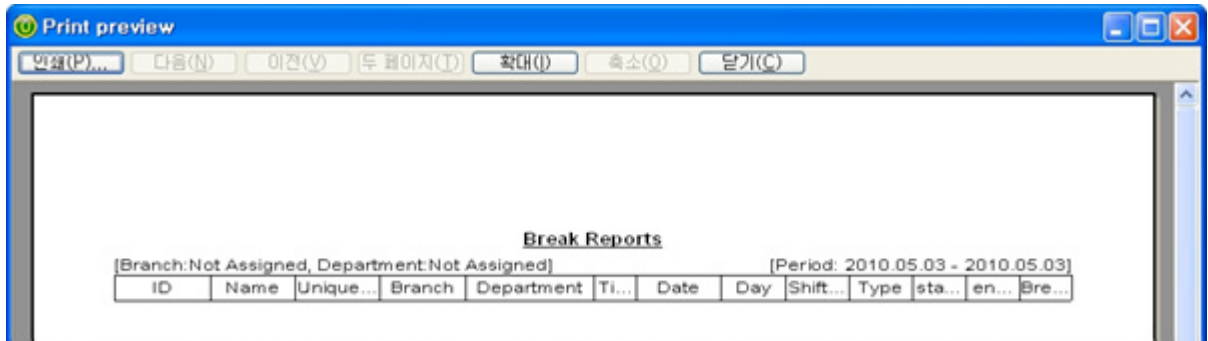 Print preview
인쇄(P)... 다음(N) 이전(V) 두 페이지(T) 확대(I) 축소(O) 닫기(C)
Break Reports
[Branch:Not Assigned, Department:Not Assigned] [Period: 2010.05.03 - 2010.05.03]
ID Name Unique... Branch Department Ti... Date Day Shift... Type sta... en... Bre...